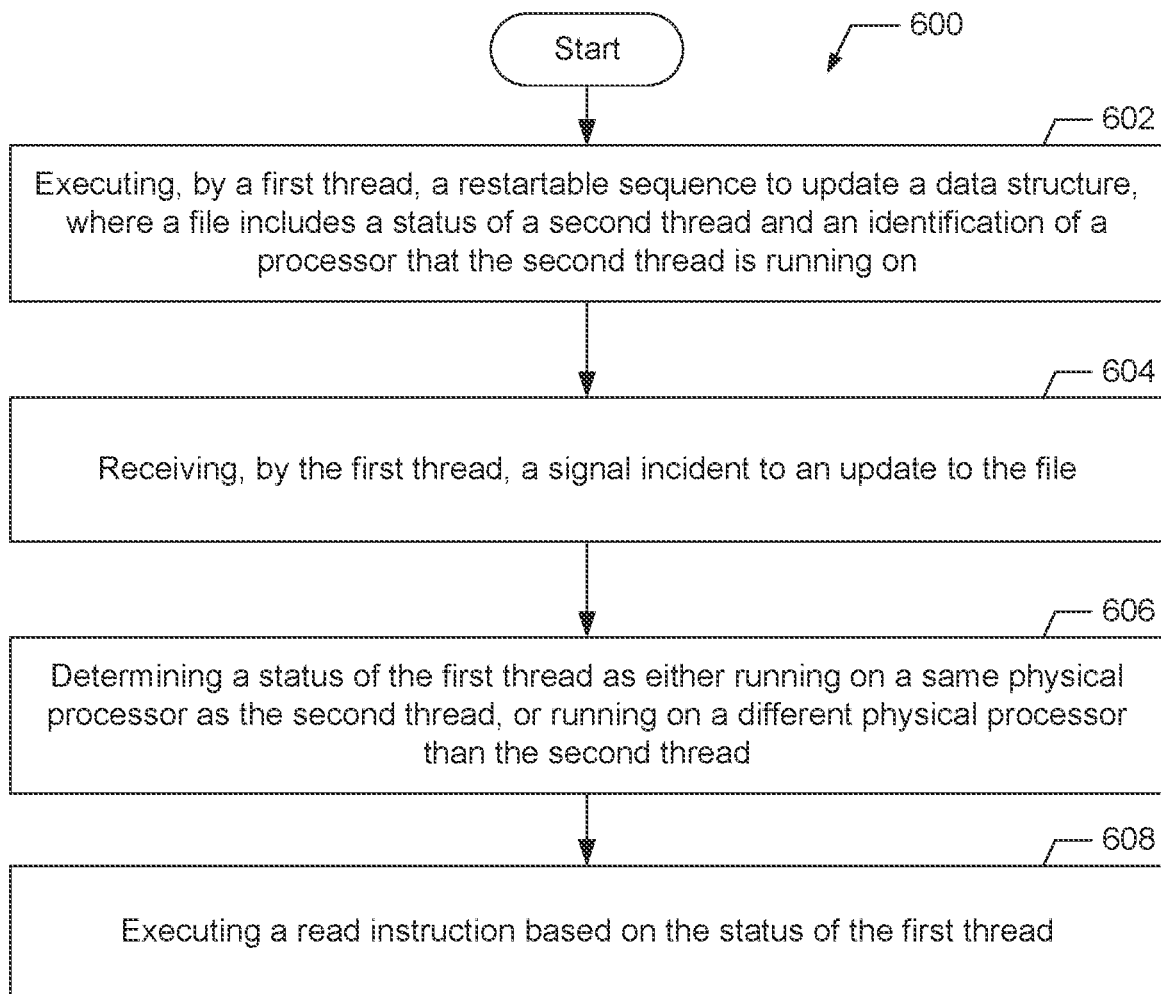 Start
600
602
Executing, by a first thread, a restartable sequence to update a data structure,
where a file includes a status of a second thread and an identification of a
processor that the second thread is running on
604
Receiving, by the first thread, a signal incident to an update to the file
606
Determining a status of the first thread as either running on a same physical
processor as the second thread, or running on a different physical processor
than the second thread
608
Executing a read instruction based on the status of the first thread